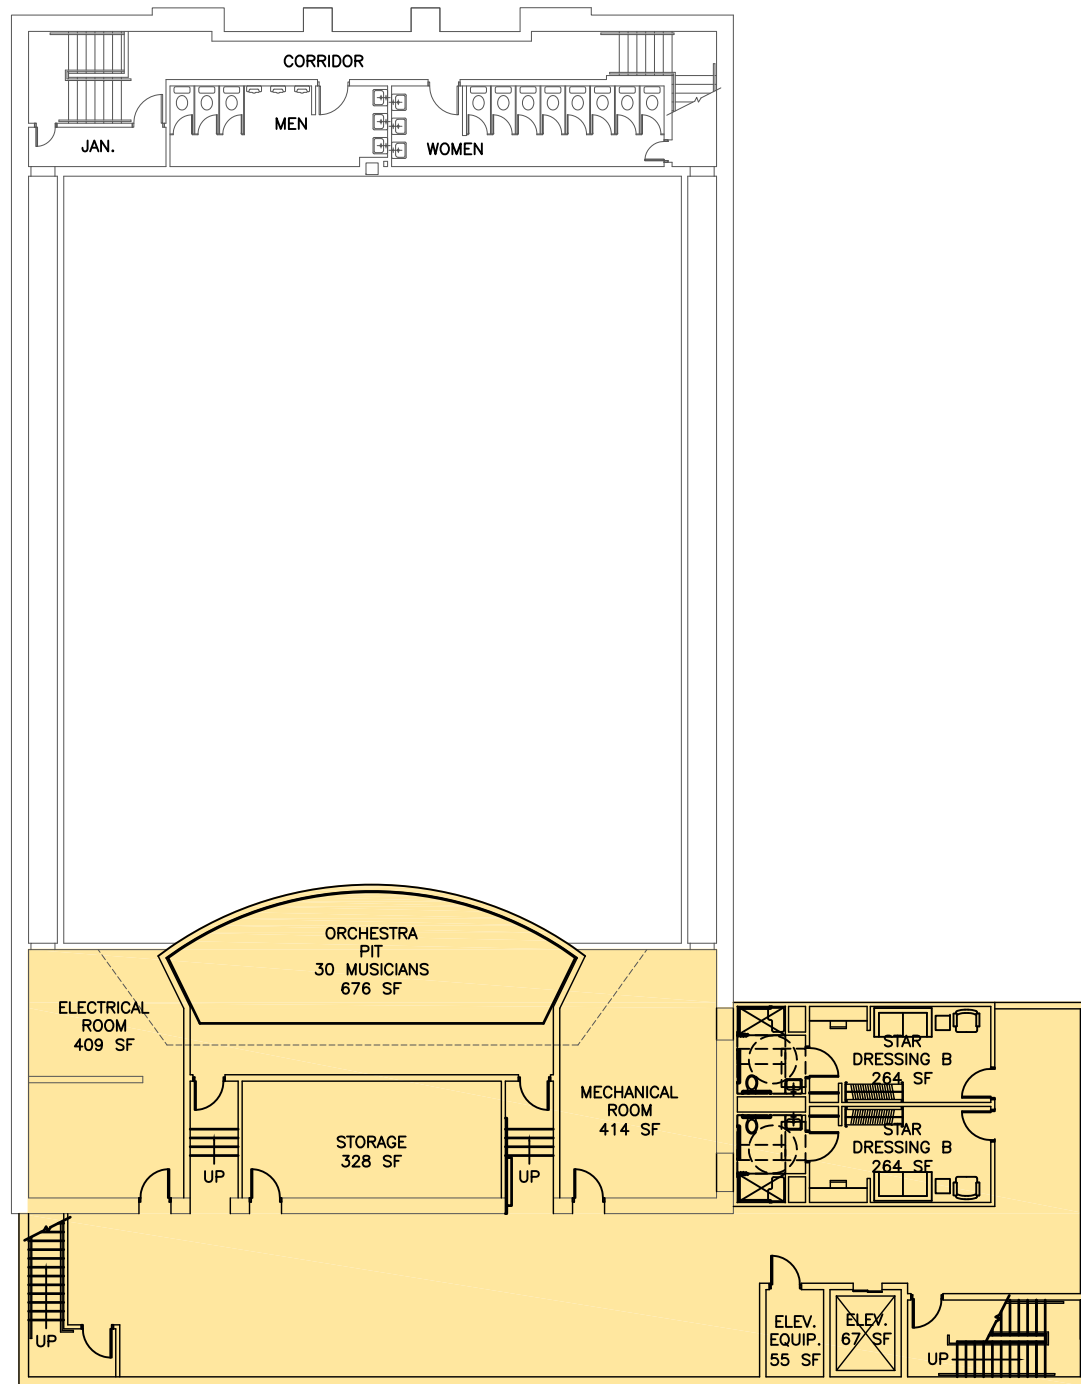 CORRIDOR
MEN
JAN.
WOMEN
ORCHESTRA
PIT
30 MUSICIANS
676 SF
ELECTRICAL
ROOM
409 SF
STAR
DRESSING B
264 SF
MECHANICAL
ROOM
414 SF
STAR
DRESSING B
264 SF
STORAGE
328 SF
UP
UP
UP
ELEV.
EQUIP.
55 SF
ELEV.
67 SF
UP